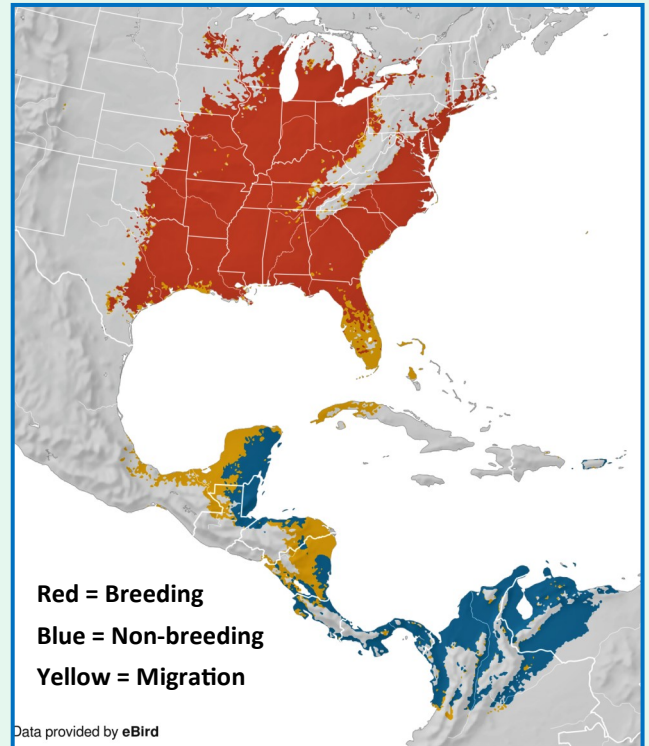 Red = Breeding
Blue = Non-breeding
Yellow = Migration
Data provided by eBird